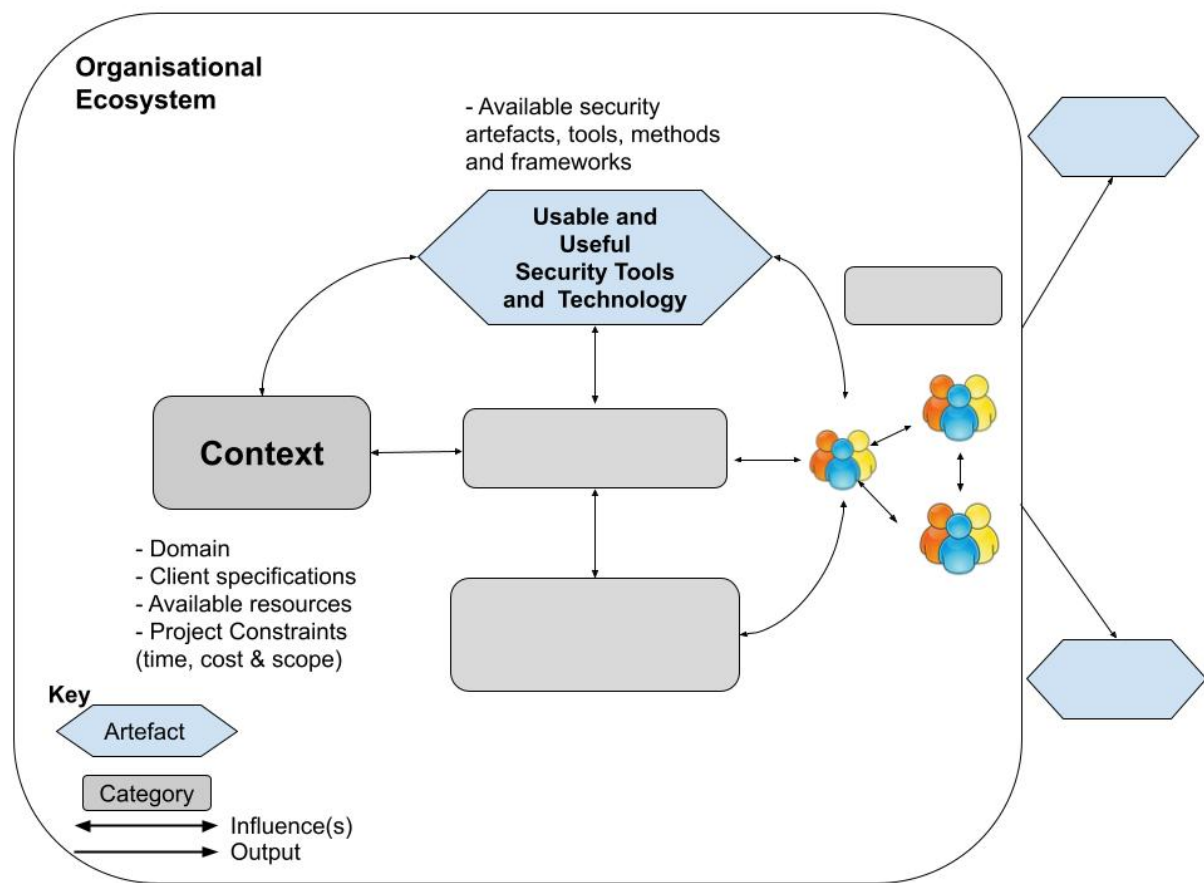 Organisational
Ecosystem
- Available security
artefacts, tools, methods
and frameworks
Usable and
Useful
Security Tools
and Technology
Context
- Domain
- Client specifications
- Available resources
- Project Constraints
(time, cost & scope)
Key
Artefact
Category
Influence(s)
Output